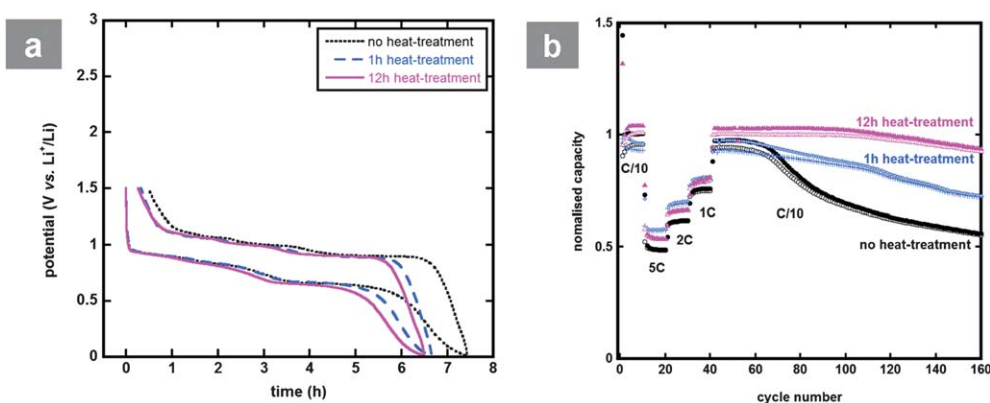 a
3
2.5
2
1.5
1
0.5
0
potential (V vs. Li⁺/Li)
no heat-treatment
1h heat-treatment
12h heat-treatment
0 1 2 3 4 5 6 7 8
time (h)
b
1.5
1
0.5
0
nomalised capacity
12h heat-treatment
1h heat-treatment
no heat-treatment
C/10
5C
2C
1C
C/10
0 20 40 60 80 100 120 140 160
cycle number